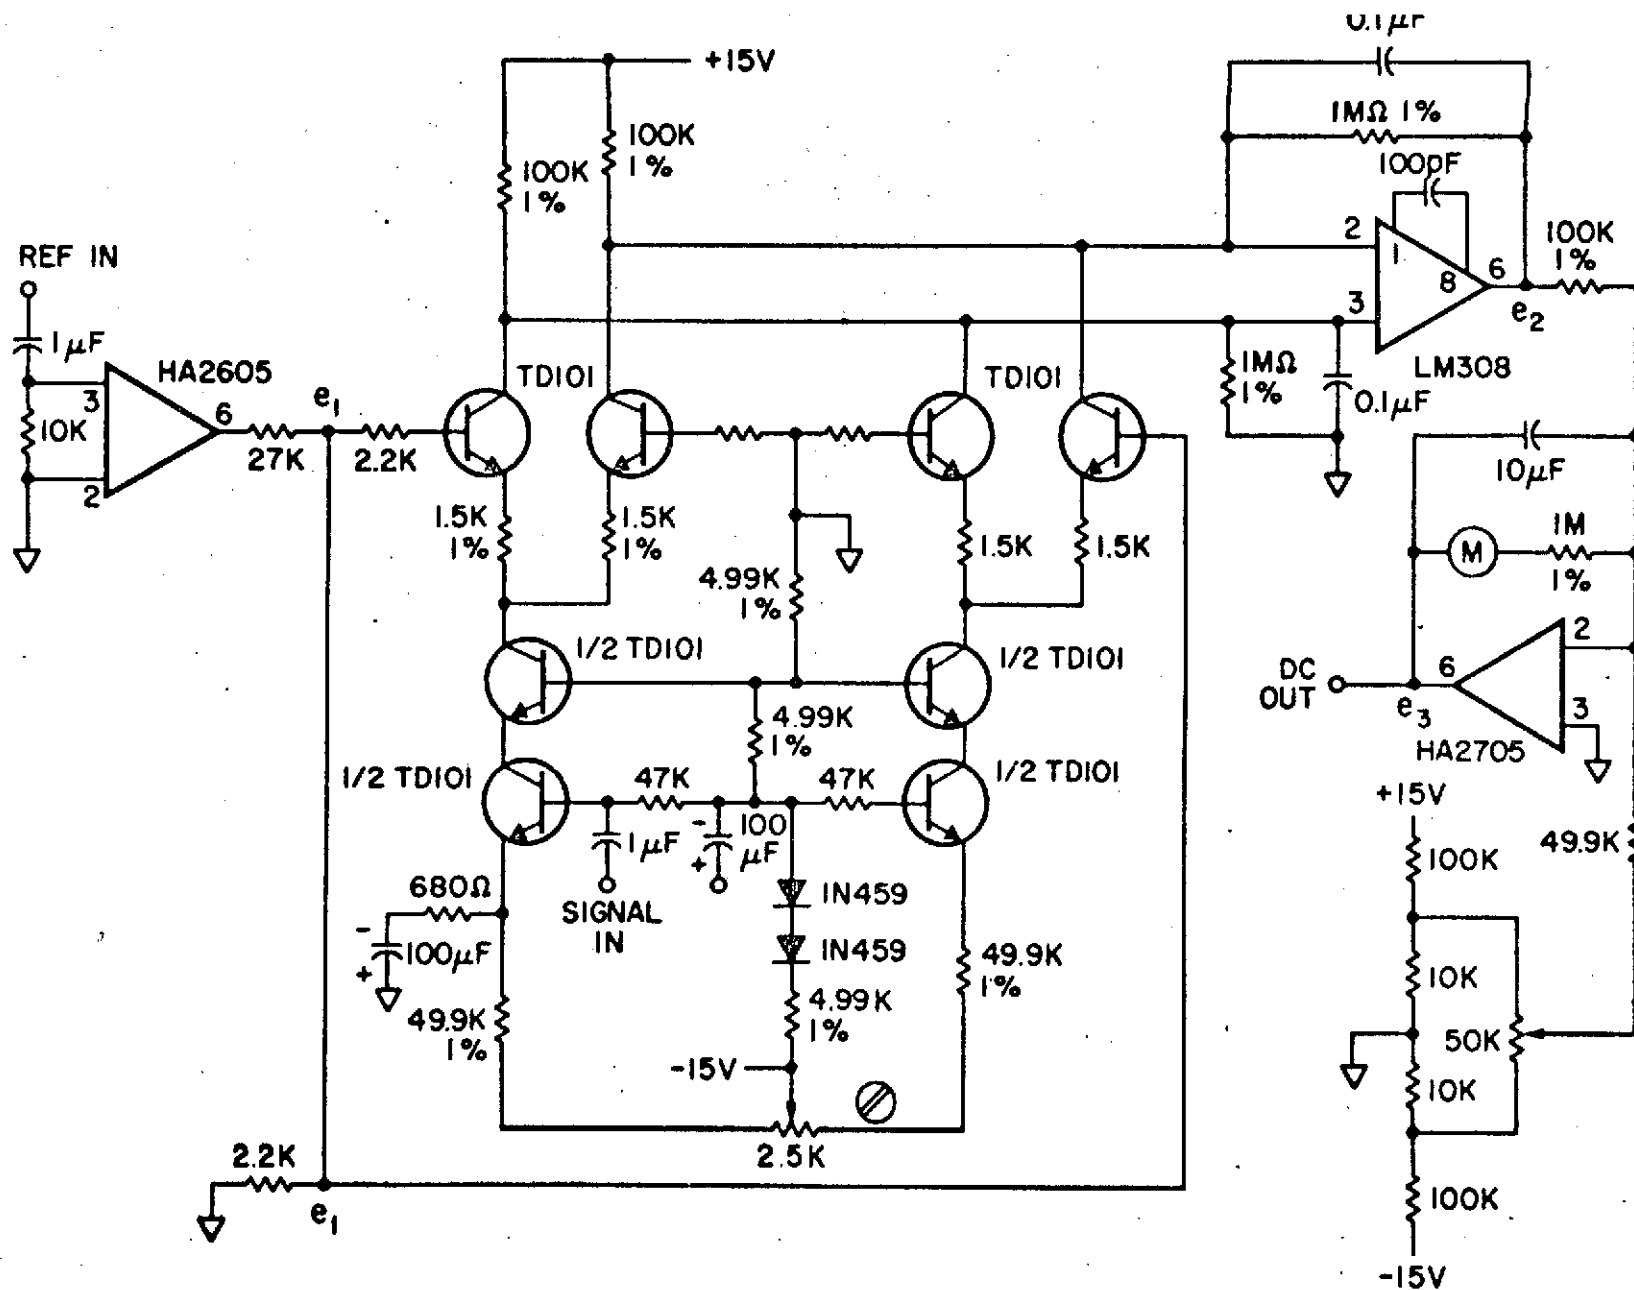 0.1μF
+15V
1MΩ 1%
100K
1%
100K
1%
100pF
REF IN
2
1
8
6
100K
1%
3
e2
1μF
HA2605
TD101
TD101
LM308
3
6
e1
1MΩ
1%
0.1μF
10K
27K
2.2K
2
10μF
1.5K
1%
1.5K
1%
1.5K
1.5K
M
1M
1%
4.99K
1%
1/2 TD101
1/2 TD101
2
DC
OUT
6
e3
3
4.99K
1%
HA2705
1/2 TD101
47K
47K
1/2 TD101
+15V
1μF
-
+
100
μF
49.9K
100K
680Ω
SIGNAL
IN
1N459
-
+
100μF
1N459
49.9K
1%
10K
49.9K
1%
4.99K
1%
50K
-15V
10K
2.5K
2.2K
e1
100K
-15V